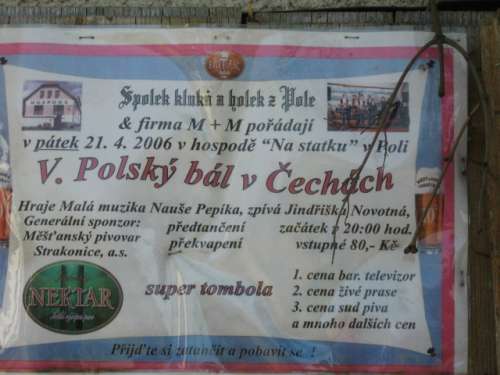 NEKTAR
HOSPODA
Spolek kluků a holek z Pole
& firma M + M pořádají
v pátek 21. 4. 2006 v hospodě "Na statku" v Poli
V. Polský bál v Čechách
Hraje Malá muzika Nauše Pepíka, zpívá Jindřiška Novotná,
Generální sponzor: předtančení začátek v 20:00 hod.
Měšťanský pivovar překvapení vstupné 80,- Kč
Strakonice, a.s.
NEKTAR
super tombola
1. cena bar. televizor
2. cena živé prase
3. cena sud piva
a mnoho dalších cen
Přijďte si zatančit a pobavit se !